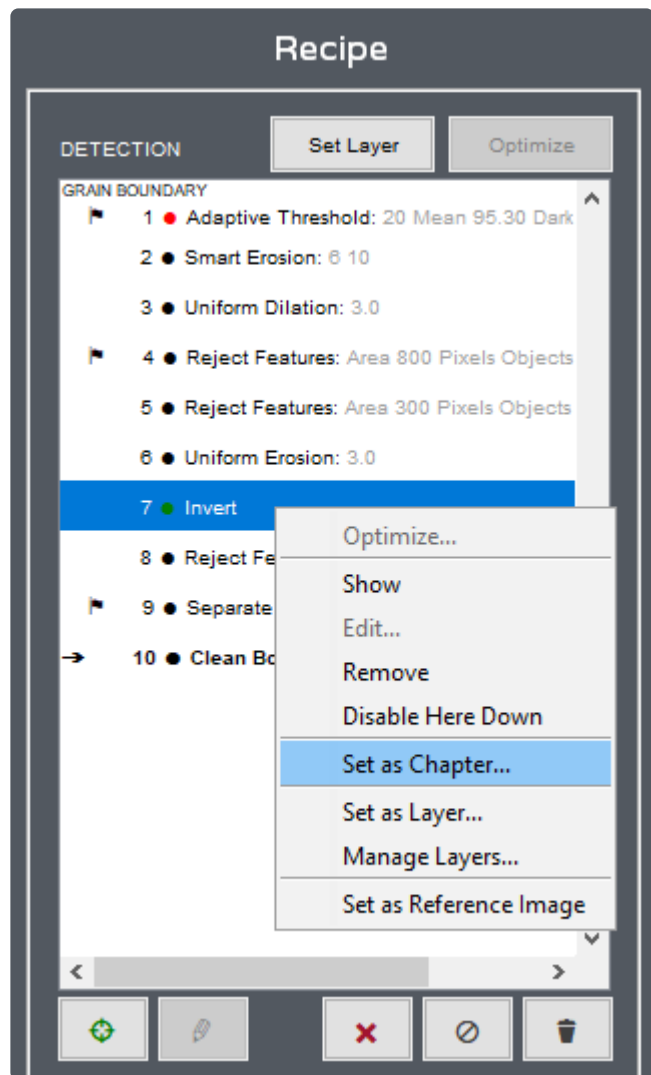 Recipe
DETECTION Set Layer Optimize
GRAIN BOUNDARY
1 Adaptive Threshold: 20 Mean 95.30 Dark
2 Smart Erosion: 6 10
3 Uniform Dilation: 3.0
4 Reject Features: Area 800 Pixels Objects
5 Reject Features: Area 300 Pixels Objects
6 Uniform Erosion: 3.0
7 Invert
8 Reject Fe
9 Separate
10 Clean Bo
Optimize...
Show
Edit...
Remove
Disable Here Down
Set as Chapter...
Set as Layer...
Manage Layers...
Set as Reference Image